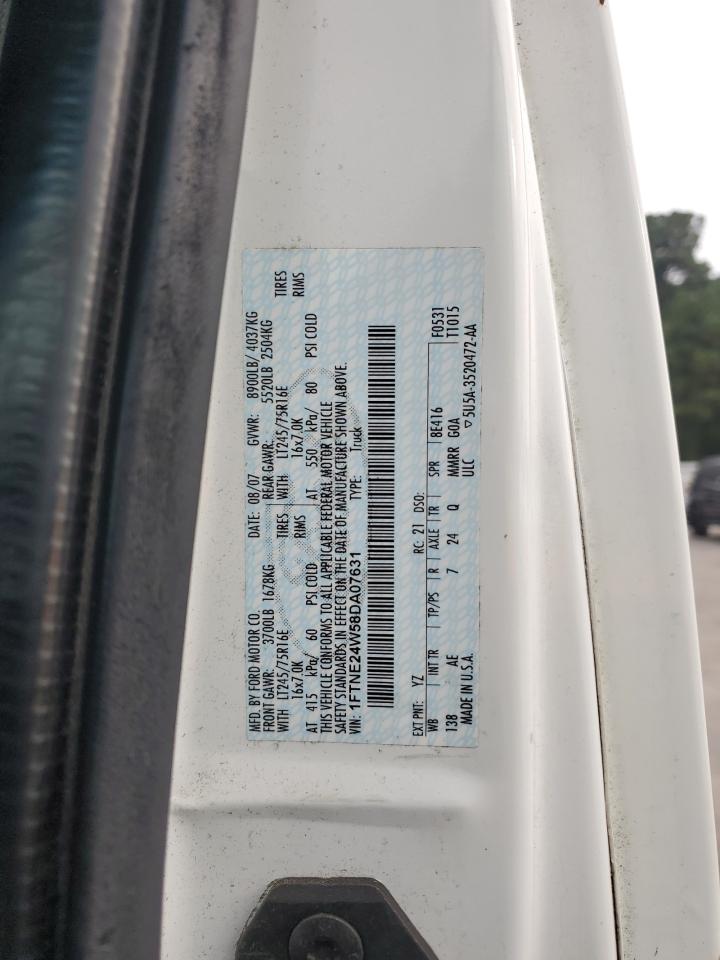 MFD. BY FORD MOTOR CO.
DATE: 08/07 GVWR: 8900LB/ 4037KG
FRONT GAWR: 3700LB 1678KG REAR GAWR: 5520LB 2504KG
WITH LT245/75R16E TIRES WITH LT245/75R16E TIRES
16x7.0K RIMS 16x7.0K RIMS
AT 415 kPa/ 60 PSI COLD AT 550 kPa/ 80 PSI COLD
THIS VEHICLE CONFORMS TO ALL APPLICABLE FEDERAL MOTOR VEHICLE
SAFETY STANDARDS IN EFFECT ON THE DATE OF MANUFACTURE SHOWN ABOVE.
VIN: 1FTNE24W58DA07631 TYPE: Truck
F0531
T1015
EXT PNT: YZ RC: 21 DSO:
WB INT TR TP/PS R AXLE TR SPR 8E416
138 AE 7 24 Q MMRR GOA
MADE IN U.S.A. ULC ▽5U5A-3520472-AA